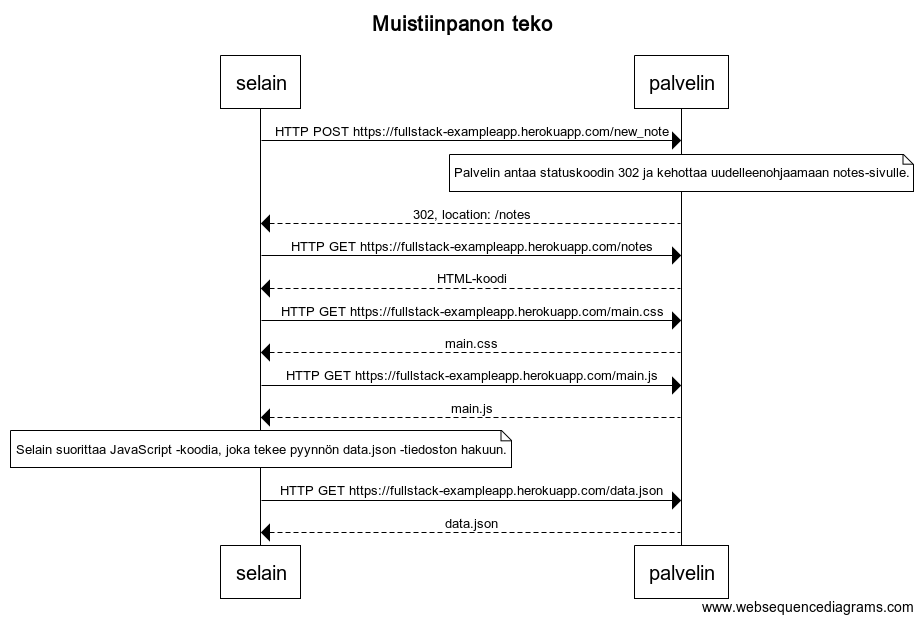 Muistiinpanon teko
selain
palvelin
HTTP POST https://fullstack-exampleapp.herokuapp.com/new_note
Palvelin antaa statuskoodin 302 ja kehottaa uudelleenohjaamaan notes-sivulle.
302, location: /notes
HTTP GET https://fullstack-exampleapp.herokuapp.com/notes
HTML-koodi
HTTP GET https://fullstack-exampleapp.herokuapp.com/main.css
main.css
HTTP GET https://fullstack-exampleapp.herokuapp.com/main.js
main.js
Selain suorittaa JavaScript -koodia, joka tekee pyynnön data.json -tiedoston hakuun.
HTTP GET https://fullstack-exampleapp.herokuapp.com/data.json
data.json
selain
palvelin
www.websequencediagrams.com